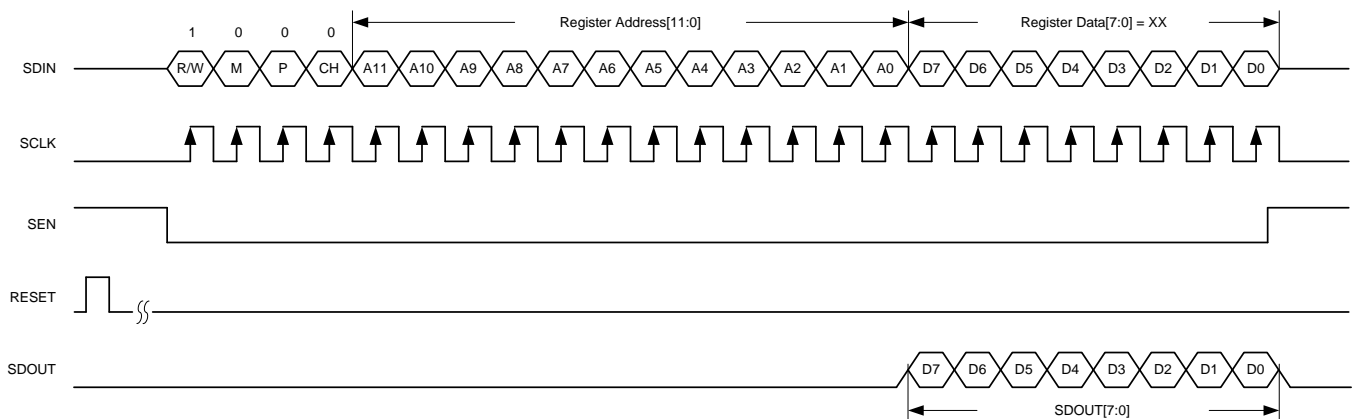 Register Address[11:0] Register Data[7:0] = XX
1 0 0 0
SDIN R/W M P CH A11 A10 A9 A8 A7 A6 A5 A4 A3 A2 A1 A0 D7 D6 D5 D4 D3 D2 D1 D0
SCLK
SEN
RESET
SDOUT D7 D6 D5 D4 D3 D2 D1 D0
SDOUT[7:0]